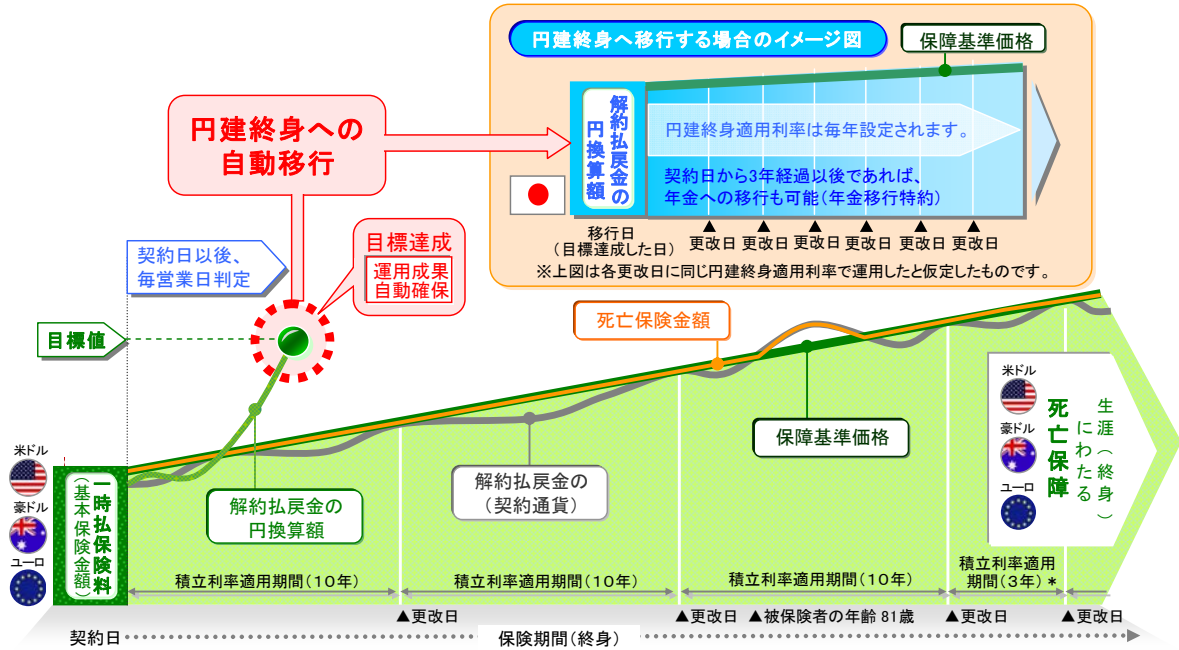 円建終身へ移行する場合のイメージ図
保障基準価格
円建終身への
自動移行
解約払戻金の
円換算額
円建終身適用利率は毎年設定されます。
契約日から3年経過以後であれば、
年金への移行も可能(年金移行特約)
移行日
(目標達成した日)
▲
更改日
▲
更改日
▲
更改日
▲
更改日
▲
更改日
▲
更改日
※上図は各更改日に同じ円建終身適用利率で運用したと仮定したものです。
契約日以後、
毎営業日判定
目標達成
運用成果
自動確保
目標値
死亡保険金額
保障基準価格
解約払戻金の
(契約通貨)
解約払戻金の
円換算額
米ドル
豪ドル
ユーロ
一時払保険料
(基本保険金額)
米ドル
豪ドル
ユーロ
生涯(終身)
にわたる
死亡保障
積立利率適用期間(10年)
積立利率適用期間(10年)
積立利率適用期間(10年)
積立利率適用
期間(3年)*
▲更改日
▲更改日
▲被保険者の年齢 81歳
▲更改日
▲更改日
契約日
保険期間(終身)